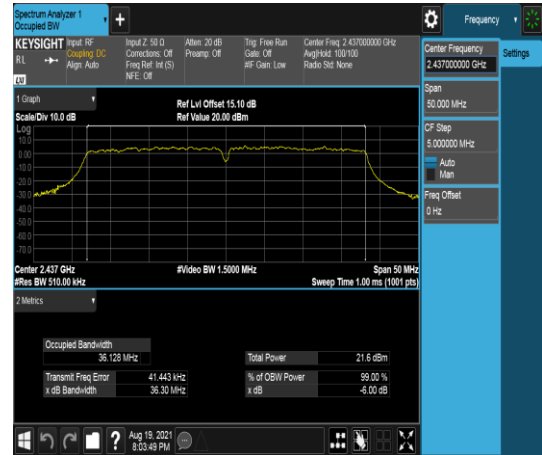 Spectrum Analyzer 1
Occupied BW
+
Frequency
KEYSIGHT
RL
LXI
Input: RF
Coupling: DC
Align: Auto
Input Z: 50 Ω
Corrections: Off
Freq Ref: Int (S)
NFE: Off
Atten: 20 dB
Preamp: Off
Trig: Free Run
Gate: Off
#IF Gain: Low
Center Freq: 2.437000000 GHz
Avg|Hold: 100/100
Radio Std: None
Center Frequency
2.437000000 GHz
Settings
Span
50.000 MHz
CF Step
5.000000 MHz
Auto
Man
Freq Offset
0 Hz
1 Graph
Scale/Div 10.0 dB
Ref Lvl Offset 15.10 dB
Ref Value 20.00 dBm
Log
10.0
0.00
-10.0
-20.0
-30.0
-40.0
-50.0
-60.0
-70.0
Center 2.437 GHz
#Res BW 510.00 kHz
#Video BW 1.5000 MHz
Span 50 MHz
Sweep Time 1.00 ms (1001 pts)
2 Metrics
Occupied Bandwidth
36.128 MHz
Total Power 21.6 dBm
Transmit Freq Error 41.443 kHz
% of OBW Power 99.00 %
x dB Bandwidth 36.30 MHz
x dB -6.00 dB
?
Aug 19, 2021
8:03:49 PM